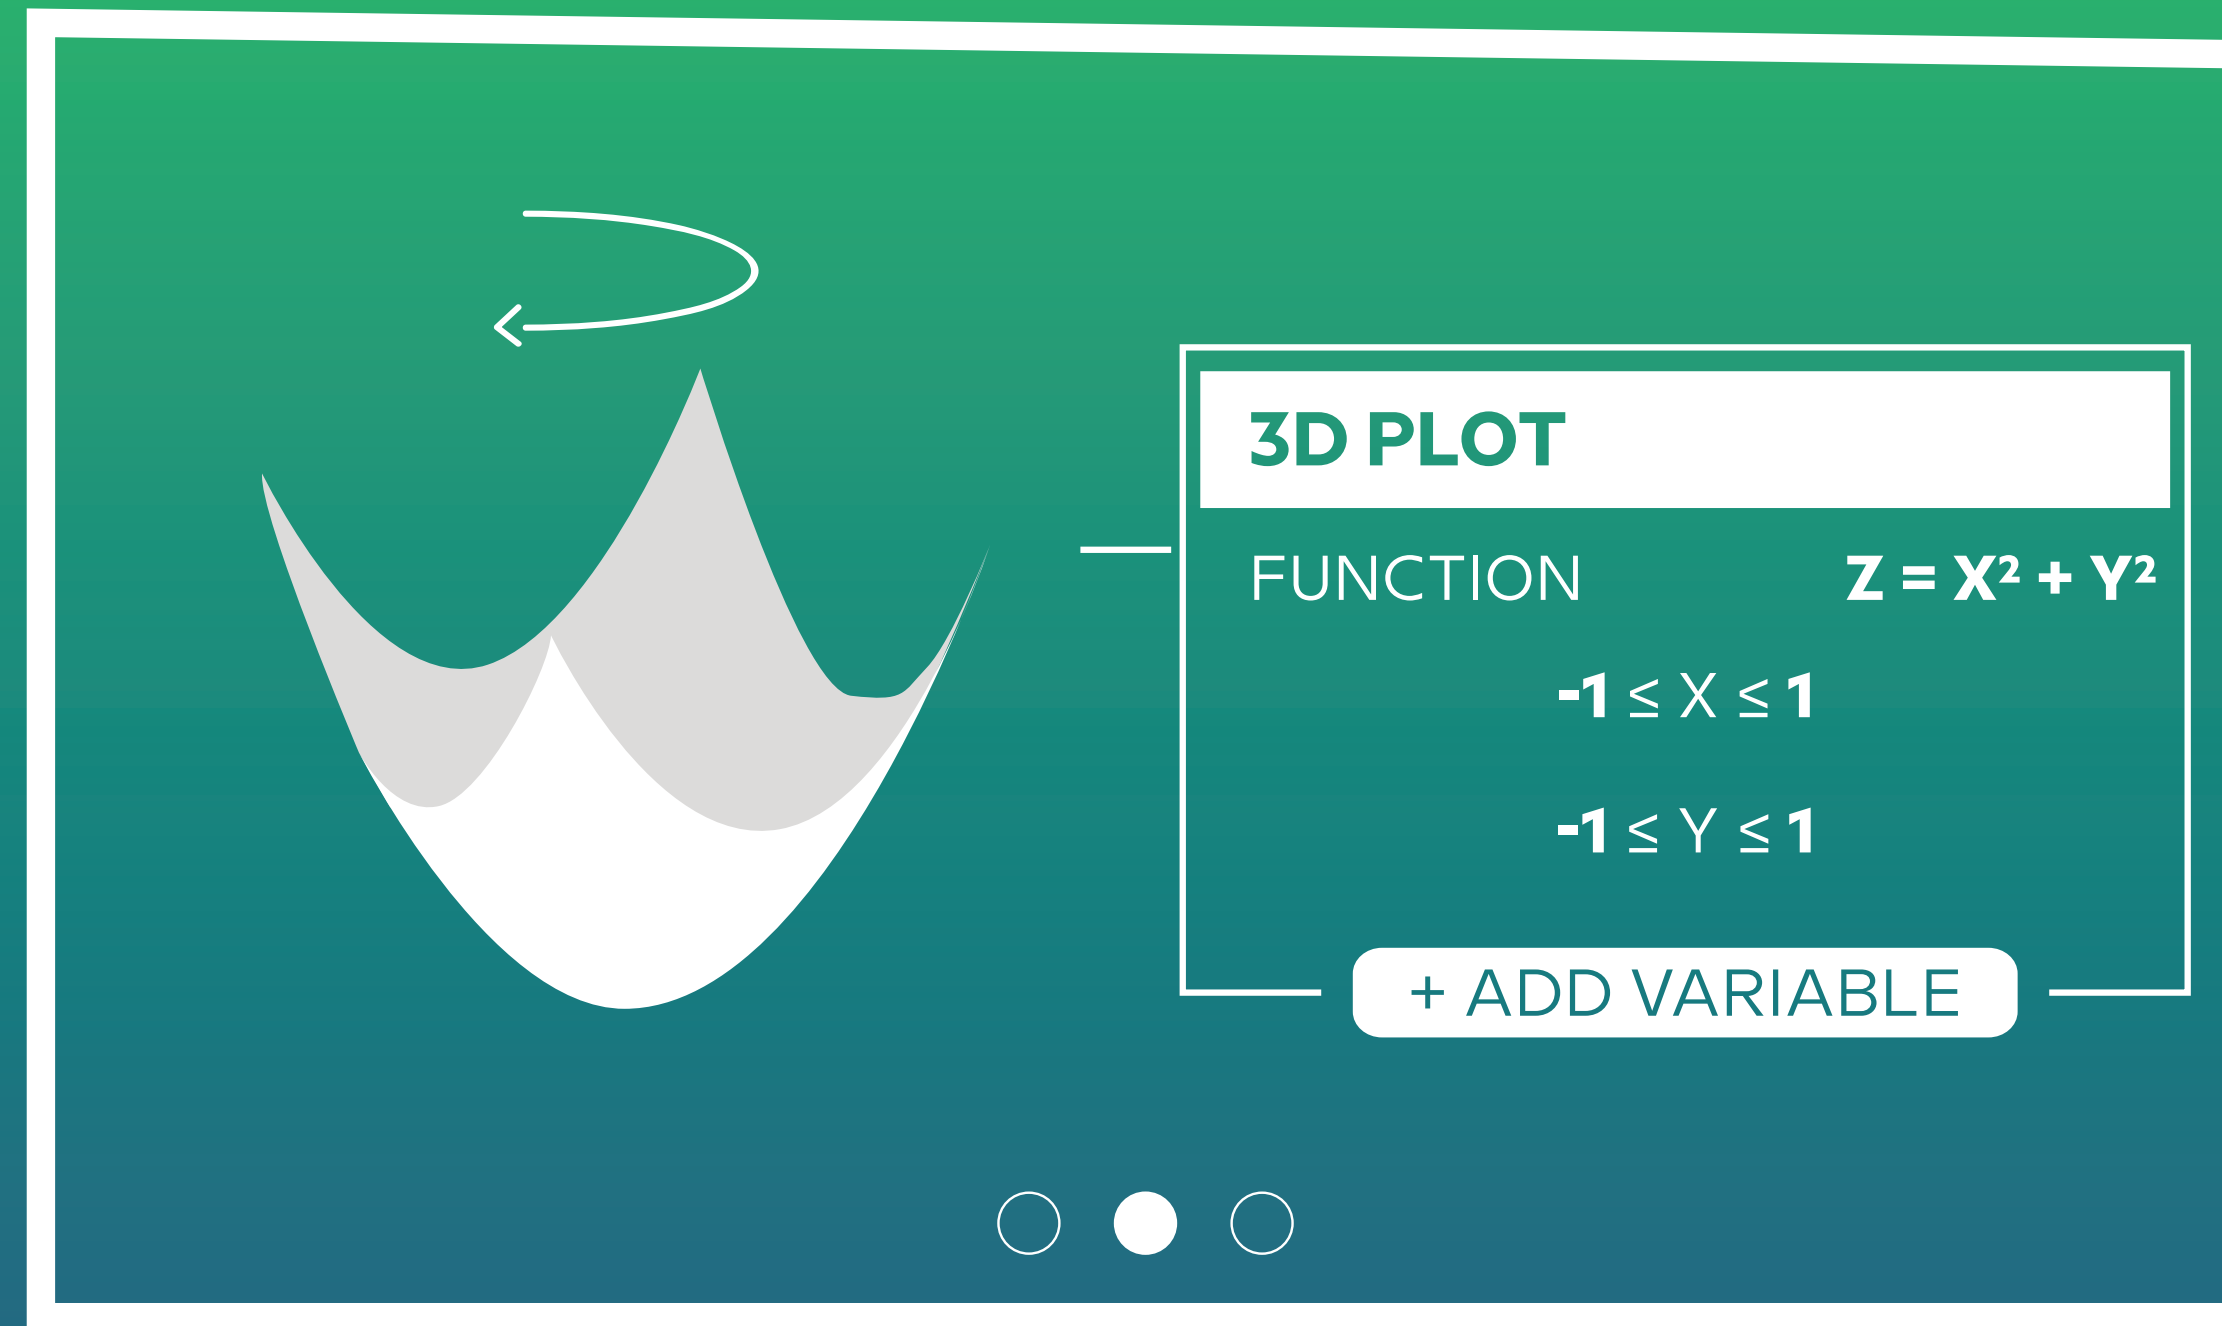 3D PLOT
FUNCTION Z = X² + Y²
-1 ≤ X ≤ 1
-1 ≤ Y ≤ 1
+ ADD VARIABLE